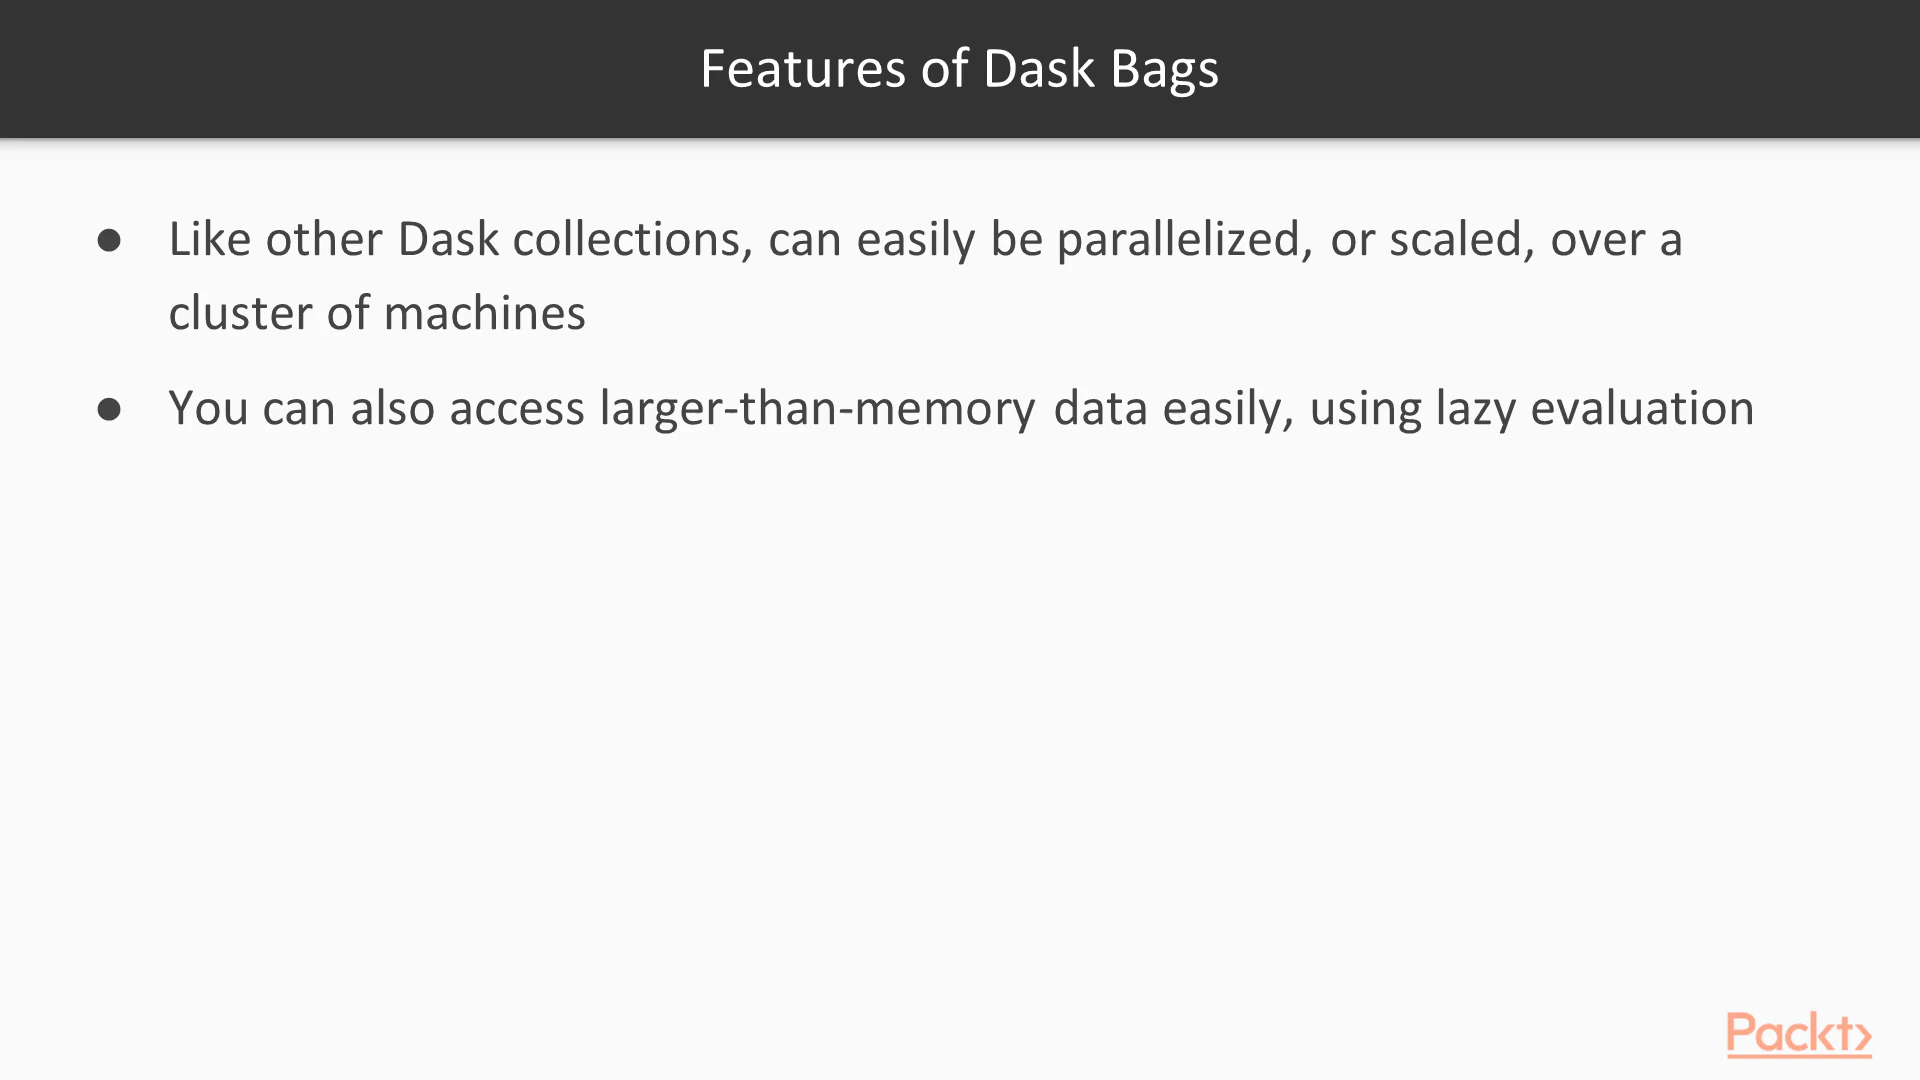 Features of Dask Bags
● Like other Dask collections, can easily be parallelized, or scaled, over a
cluster of machines
● You can also access larger-than-memory data easily, using lazy evaluation
Packt>